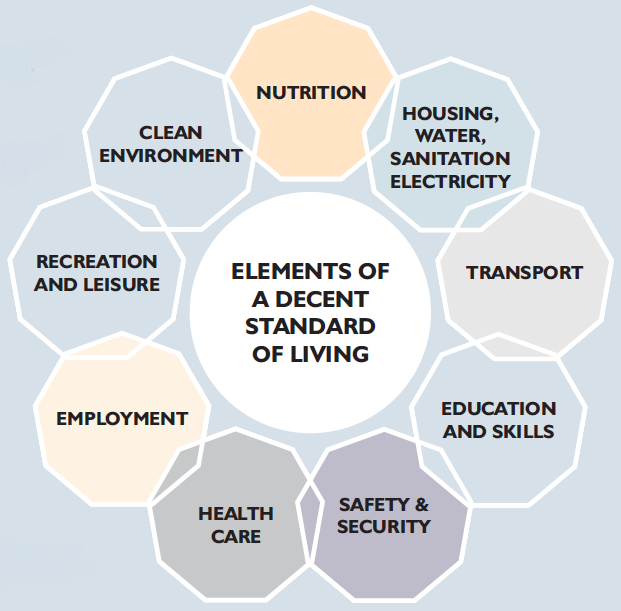 NUTRITION
HOUSING,
WATER,
SANITATION
ELECTRICITY
TRANSPORT
EDUCATION
AND SKILLS
SAFETY &
SECURITY
HEALTH
CARE
EMPLOYMENT
RECREATION
AND LEISURE
CLEAN
ENVIRONMENT
ELEMENTS OF
A DECENT
STANDARD
OF LIVING